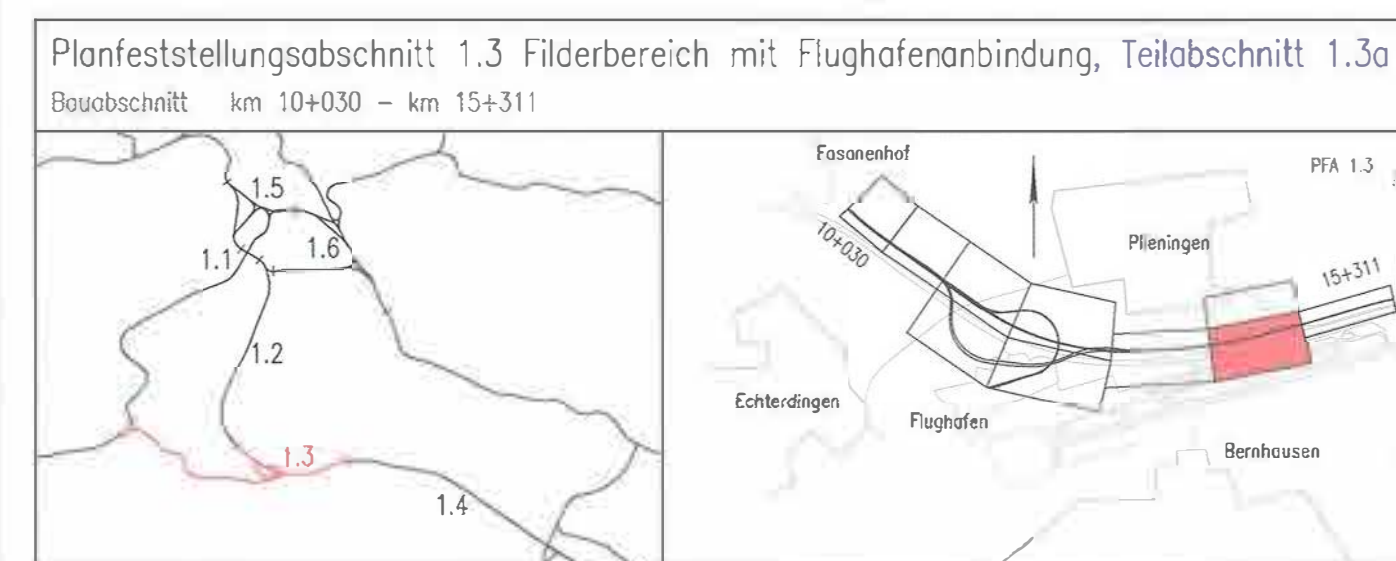 Planfeststellungsabschnitt 1.3 Filderbereich mit Flughafenanbindung, Teilabschnitt 1.3a
Bauabschnitt km 10+030 – km 15+311
1.5
1.1
1.6
1.2
1.3
1.4
Fasanenhof
PFA 1.3
10+030
Plieningen
15+311
Echterdingen
Flughafen
Bernhausen